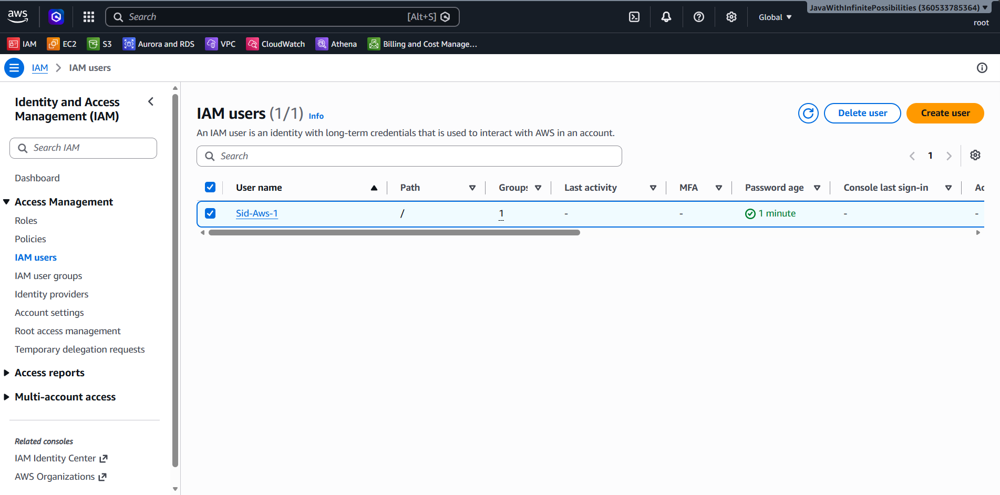 aws
Search [Alt+S]
Global
JavaWithInfinitePossibilities (360533785364)
root
IAM EC2 S3 Aurora and RDS VPC CloudWatch Athena Billing and Cost Manage...
IAM > IAM users
Identity and Access
Management (IAM)
Search IAM
Dashboard
Access Management
Roles
Policies
IAM users
IAM user groups
Identity providers
Account settings
Root access management
Temporary delegation requests
Access reports
Multi-account access
Related consoles
IAM Identity Center
AWS Organizations
IAM users (1/1) Info
An IAM user is an identity with long-term credentials that is used to interact with AWS in an account.
Delete user
Create user
Search
1
User name Path Groups Last activity MFA Password age Console last sign-in Ac
Sid-Aws-1 / 1 - - 1 minute - -